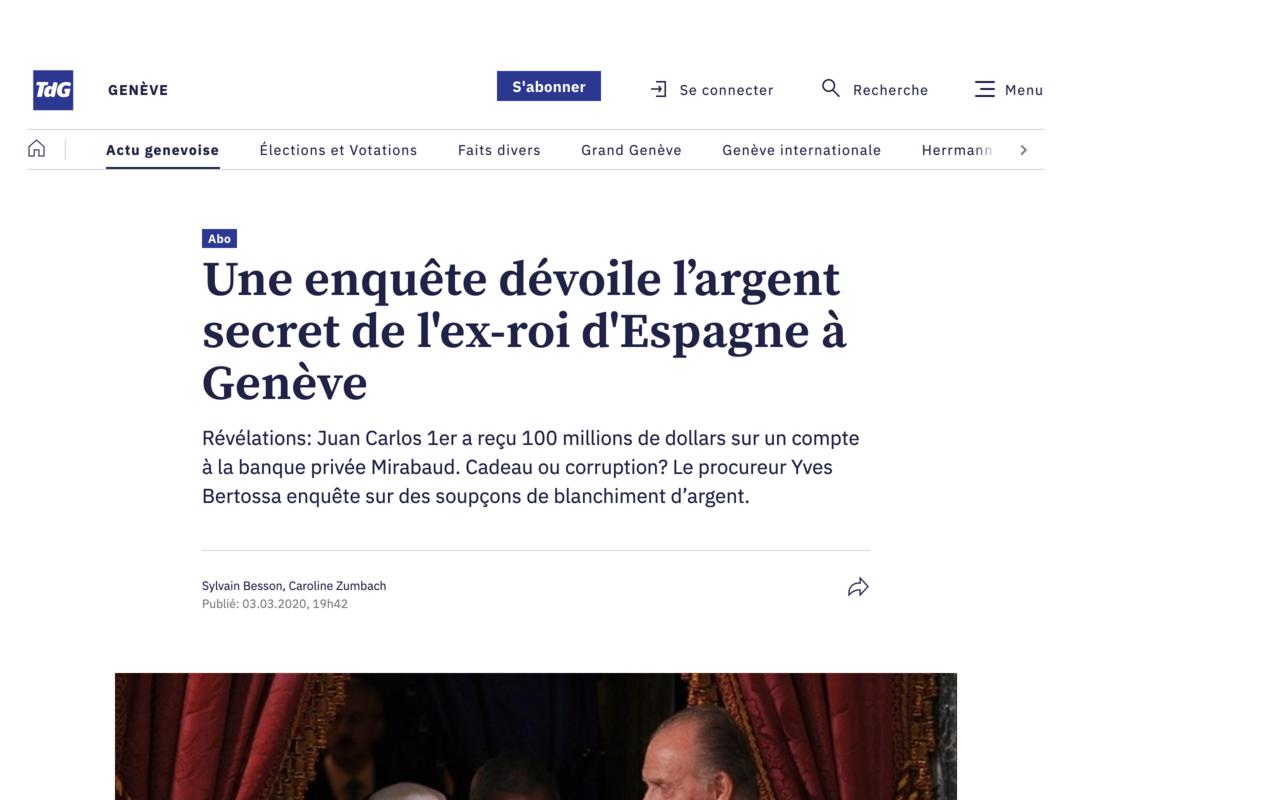 TdG
GENÈVE
S'abonner
Se connecter
Recherche
Menu
Actu genevoise
Élections et Votations
Faits divers
Grand Genève
Genève internationale
Herrmann
Abo
Une enquête dévoile l’argent
secret de l'ex-roi d'Espagne à
Genève
Révélations: Juan Carlos 1er a reçu 100 millions de dollars sur un compte
à la banque privée Mirabaud. Cadeau ou corruption? Le procureur Yves
Bertossa enquête sur des soupçons de blanchiment d’argent.
Sylvain Besson, Caroline Zumbach
Publié: 03.03.2020, 19h42